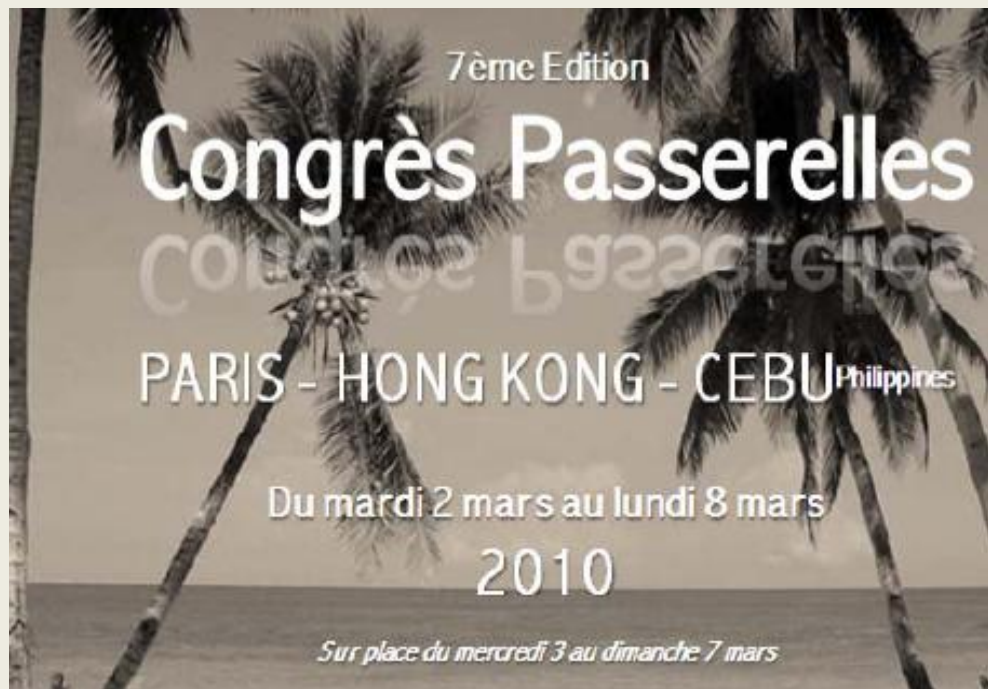 7ème Edition
Congrès Passerelles
PARIS - HONG KONG - CEBU Philippines
Du mardi 2 mars au lundi 8 mars
2010
Sur place du mercredi 3 au dimanche 7 mars